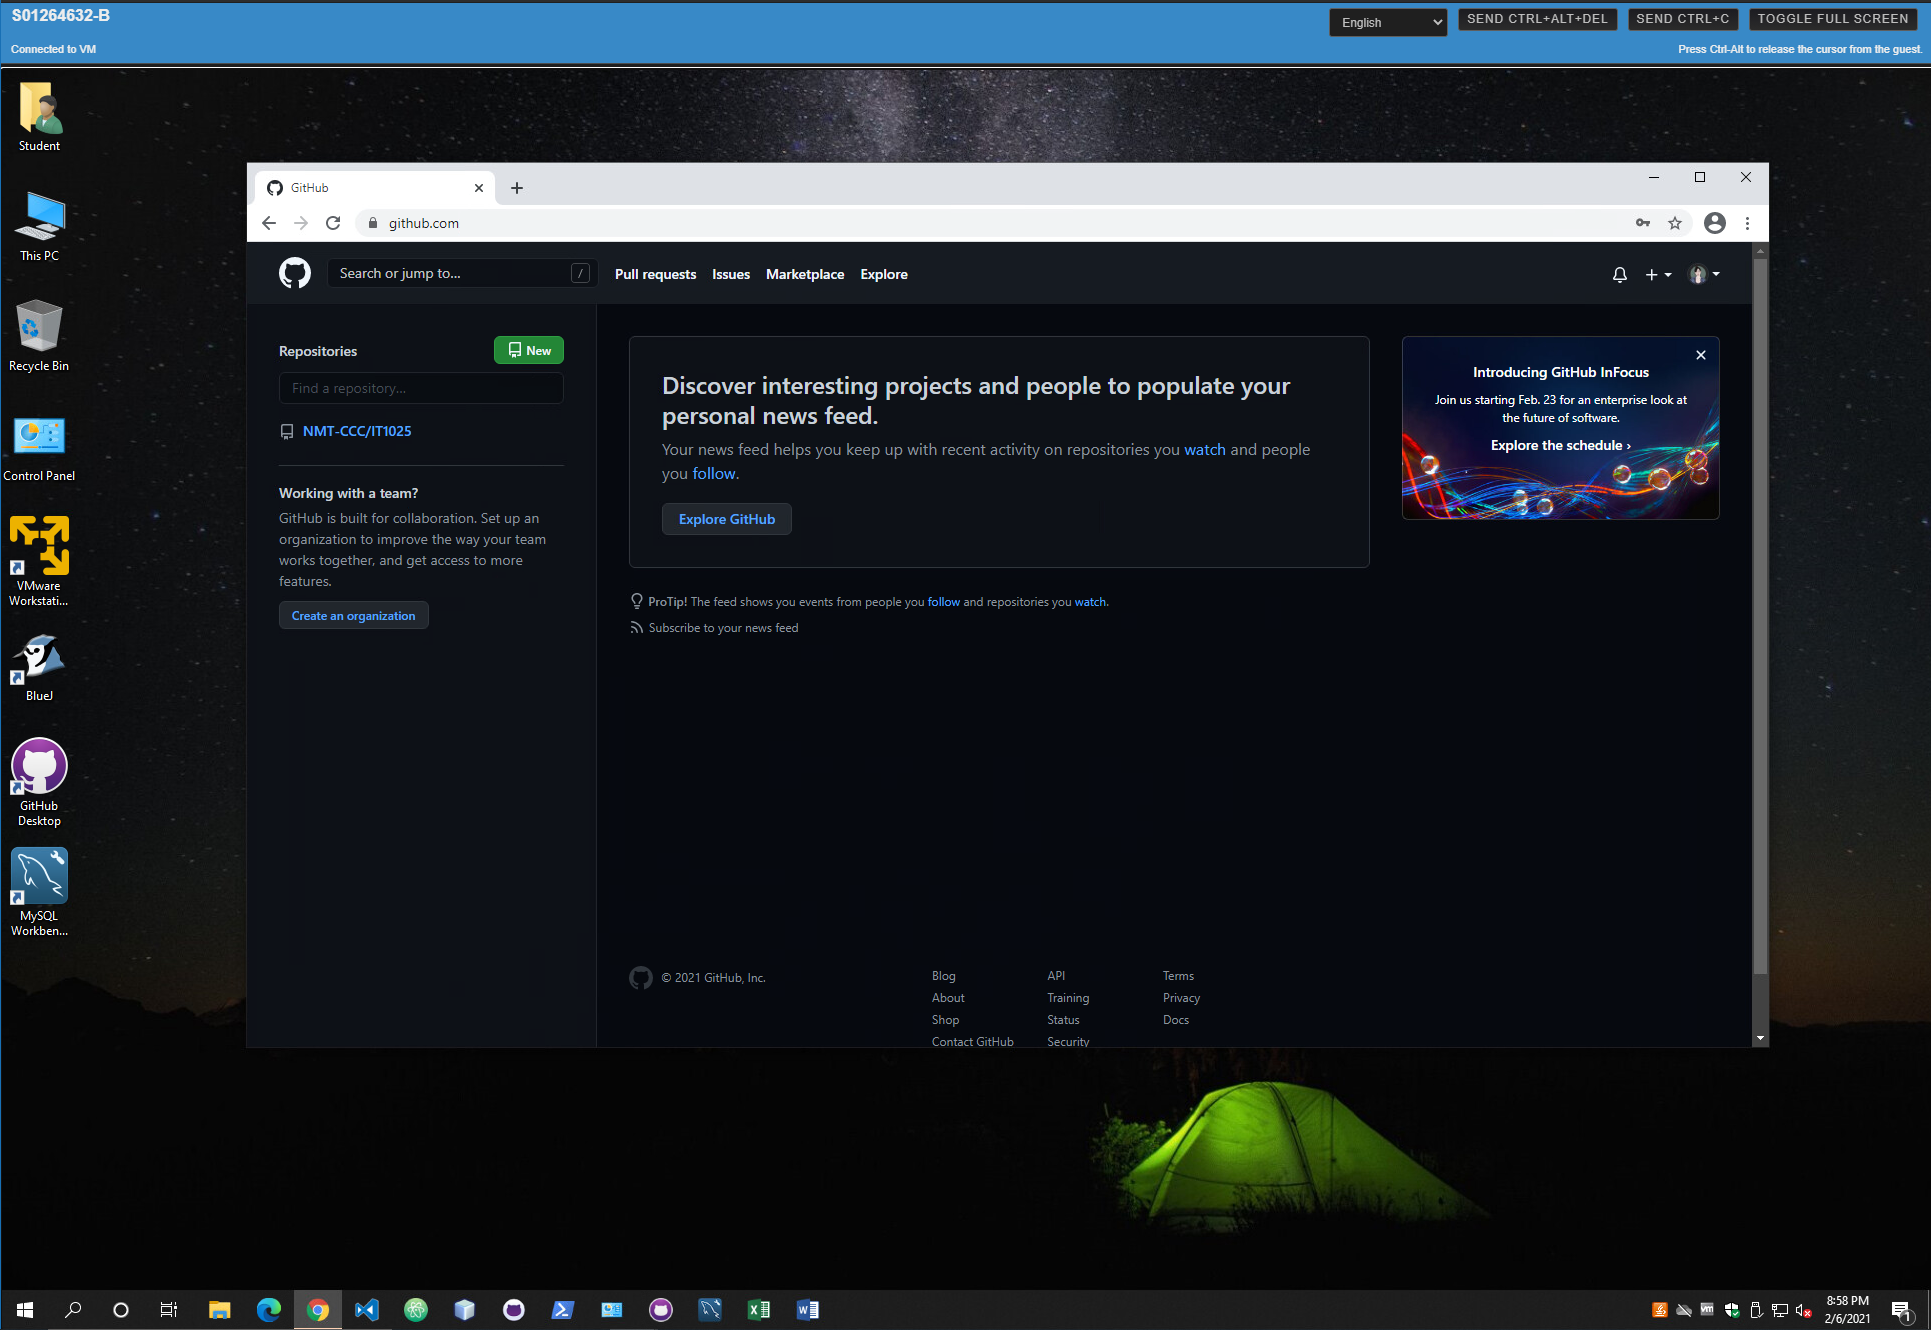 S01264632-B
Connected to VM
English
SEND CTRL+ALT+DEL
SEND CTRL+C
TOGGLE FULL SCREEN
Press Ctrl-Alt to release the cursor from the guest.
Student
This PC
Recycle Bin
Control Panel
VMware
Workstati...
BlueJ
GitHub
Desktop
MySQL
Workben...
GitHub
github.com
Search or jump to...
/
Pull requests
Issues
Marketplace
Explore
Repositories
New
Find a repository...
NMT-CCC/IT1025
Working with a team?
GitHub is built for collaboration. Set up an
organization to improve the way your team
works together, and get access to more
features.
Create an organization
Discover interesting projects and people to populate your
personal news feed.
Your news feed helps you keep up with recent activity on repositories you watch and people
you follow.
Explore GitHub
ProTip! The feed shows you events from people you follow and repositories you watch.
Subscribe to your news feed
Introducing GitHub InFocus
Join us starting Feb. 23 for an enterprise look at
the future of software.
Explore the schedule ›
© 2021 GitHub, Inc.
Blog
About
Shop
Contact GitHub
API
Training
Status
Security
Terms
Privacy
Docs
8:58 PM
2/6/2021
1